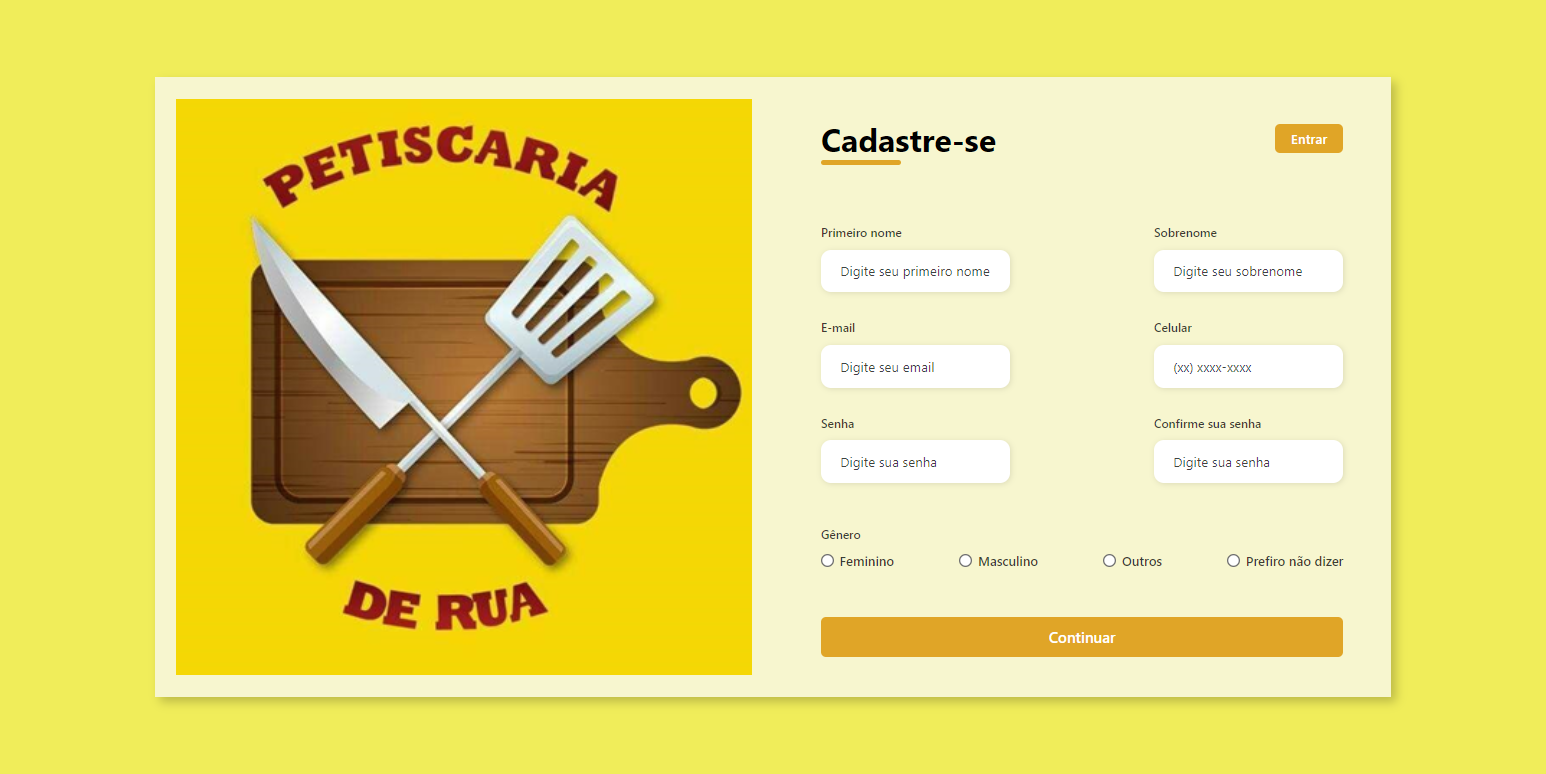 PETISCARIA
DE RUA
Cadastre-se
Entrar
Primeiro nome
Sobrenome
Digite seu primeiro nome
Digite seu sobrenome
E-mail
Celular
Digite seu email
(xx) xxxx-xxxx
Senha
Confirme sua senha
Digite sua senha
Digite sua senha
Gênero
Feminino
Masculino
Outros
Prefiro não dizer
Continuar